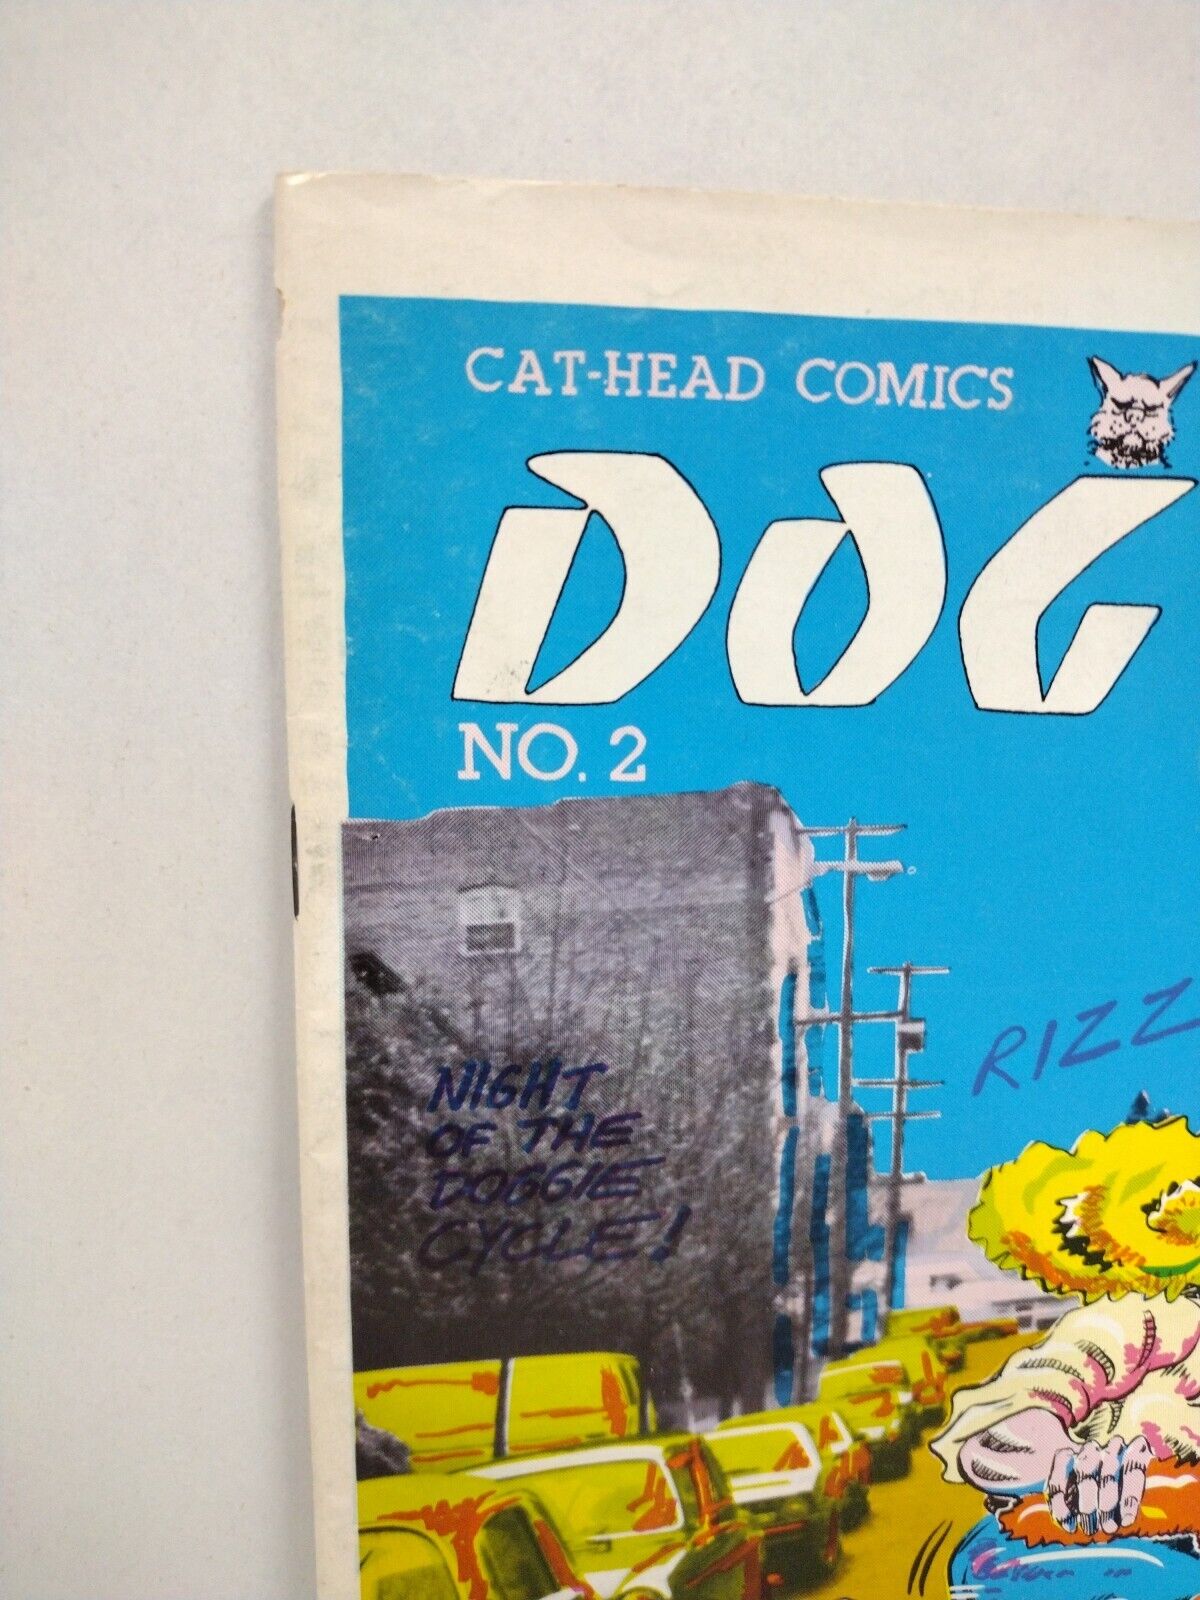 CAT-HEAD COMICS
DOG
NO. 2
RIZZ
NIGHT
OF THE
DOGGIE
CYCLE!